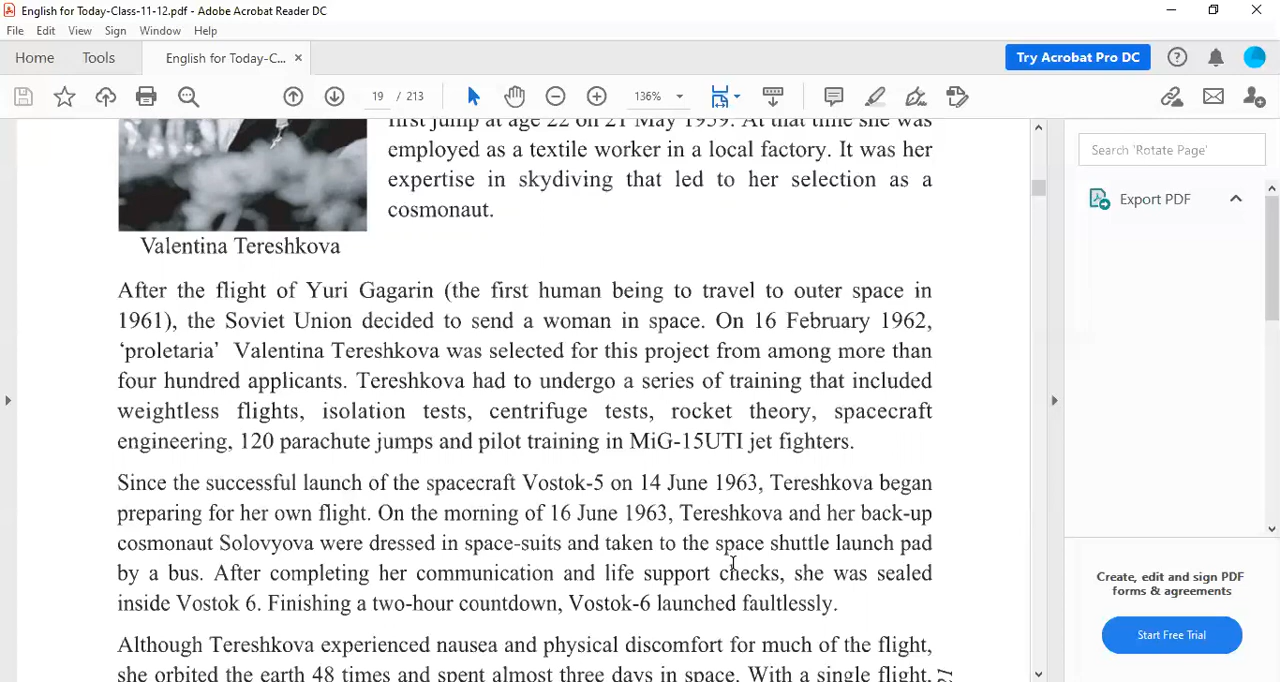 English for Today-Class-11-12.pdf - Adobe Acrobat Reader DC
File Edit View Sign Window Help
Home Tools English for Today-C... × Try Acrobat Pro DC
19 / 213 136%
first jump at age 22 on 21 May 1959. At that time she was
employed as a textile worker in a local factory. It was her
expertise in skydiving that led to her selection as a
cosmonaut.
Valentina Tereshkova
After the flight of Yuri Gagarin (the first human being to travel to outer space in
1961), the Soviet Union decided to send a woman in space. On 16 February 1962,
‘proletaria’ Valentina Tereshkova was selected for this project from among more than
four hundred applicants. Tereshkova had to undergo a series of training that included
weightless flights, isolation tests, centrifuge tests, rocket theory, spacecraft
engineering, 120 parachute jumps and pilot training in MiG-15UTI jet fighters.
Since the successful launch of the spacecraft Vostok-5 on 14 June 1963, Tereshkova began
preparing for her own flight. On the morning of 16 June 1963, Tereshkova and her back-up
cosmonaut Solovyova were dressed in space-suits and taken to the space shuttle launch pad
by a bus. After completing her communication and life support checks, she was sealed
inside Vostok 6. Finishing a two-hour countdown, Vostok-6 launched faultlessly.
Although Tereshkova experienced nausea and physical discomfort for much of the flight,
she orbited the earth 48 times and spent almost three days in space. With a single flight,
Search 'Rotate Page'
Export PDF
Create, edit and sign PDF
forms & agreements
Start Free Trial